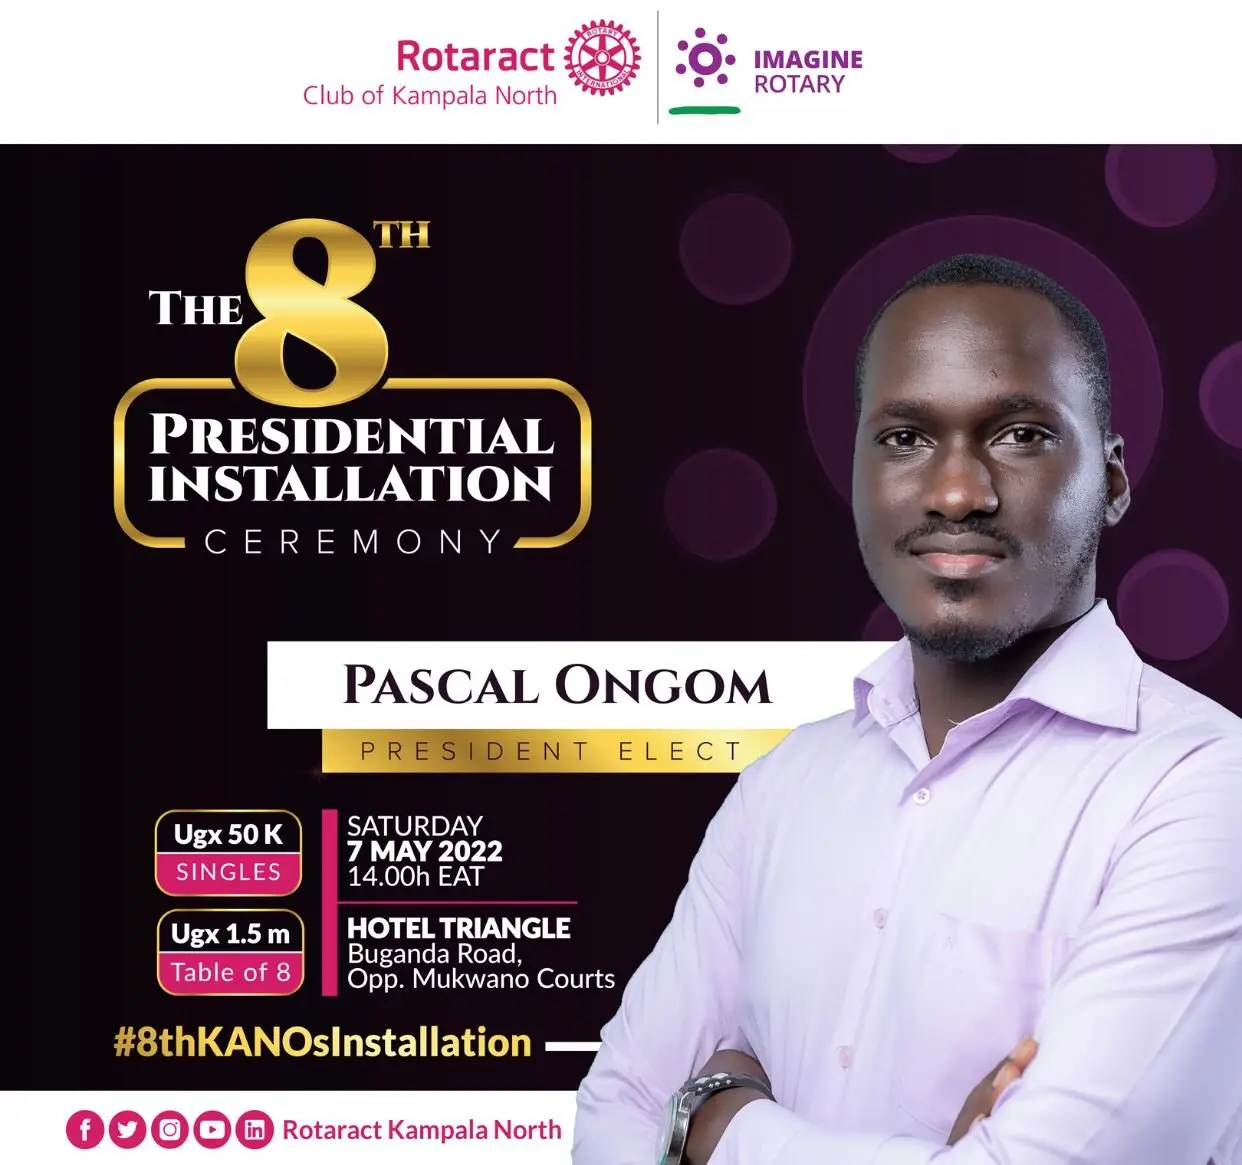 Rotaract
Club of Kampala North
ROTARY
INTERNATIONAL
IMAGINE
ROTARY
THE 8TH
PRESIDENTIAL
INSTALLATION
CEREMONY
PASCAL ONGOM
PRESIDENT ELECT
Ugx 50 K
SINGLES
Ugx 1.5 m
Table of 8
SATURDAY
7 MAY 2022
14.00h EAT
HOTEL TRIANGLE
Buganda Road,
Opp. Mukwano Courts
#8thKANOsInstallation
Rotaract Kampala North